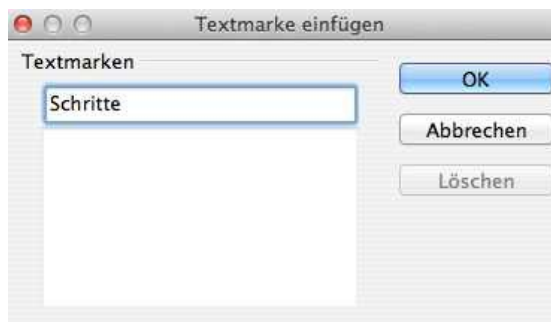 Textmarke einfügen
Textmarken
Schritte
OK
Abbrechen
Löschen